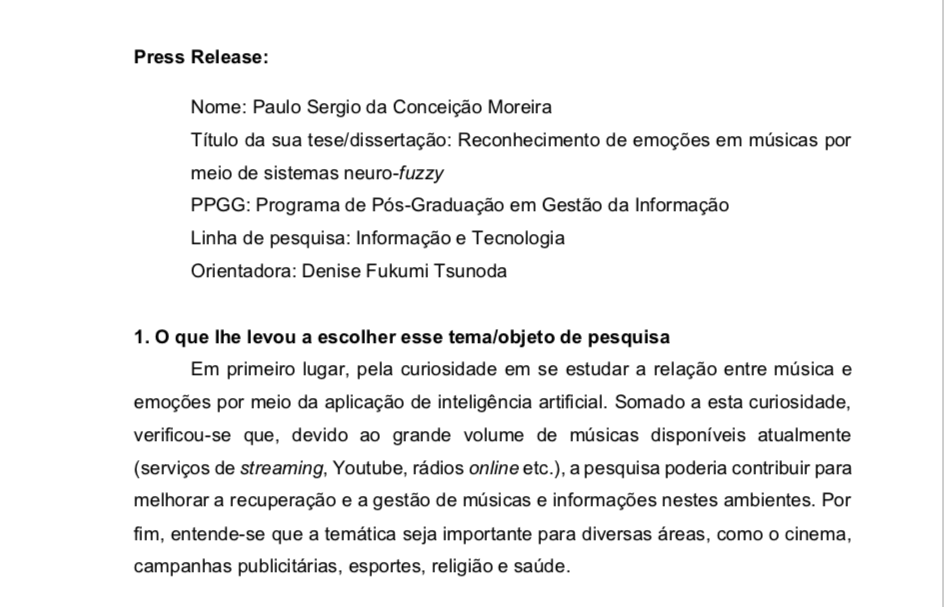 Press Release:
Nome: Paulo Sergio da Conceição Moreira
Título da sua tese/dissertação: Reconhecimento de emoções em músicas por
meio de sistemas neuro-fuzzy
PPGG: Programa de Pós-Graduação em Gestão da Informação
Linha de pesquisa: Informação e Tecnologia
Orientadora: Denise Fukumi Tsunoda
1. O que lhe levou a escolher esse tema/objeto de pesquisa
Em primeiro lugar, pela curiosidade em se estudar a relação entre música e
emoções por meio da aplicação de inteligência artificial. Somado a esta curiosidade,
verificou-se que, devido ao grande volume de músicas disponíveis atualmente
(serviços de streaming, Youtube, rádios online etc.), a pesquisa poderia contribuir para
melhorar a recuperação e a gestão de músicas e informações nestes ambientes. Por
fim, entende-se que a temática seja importante para diversas áreas, como o cinema,
campanhas publicitárias, esportes, religião e saúde.